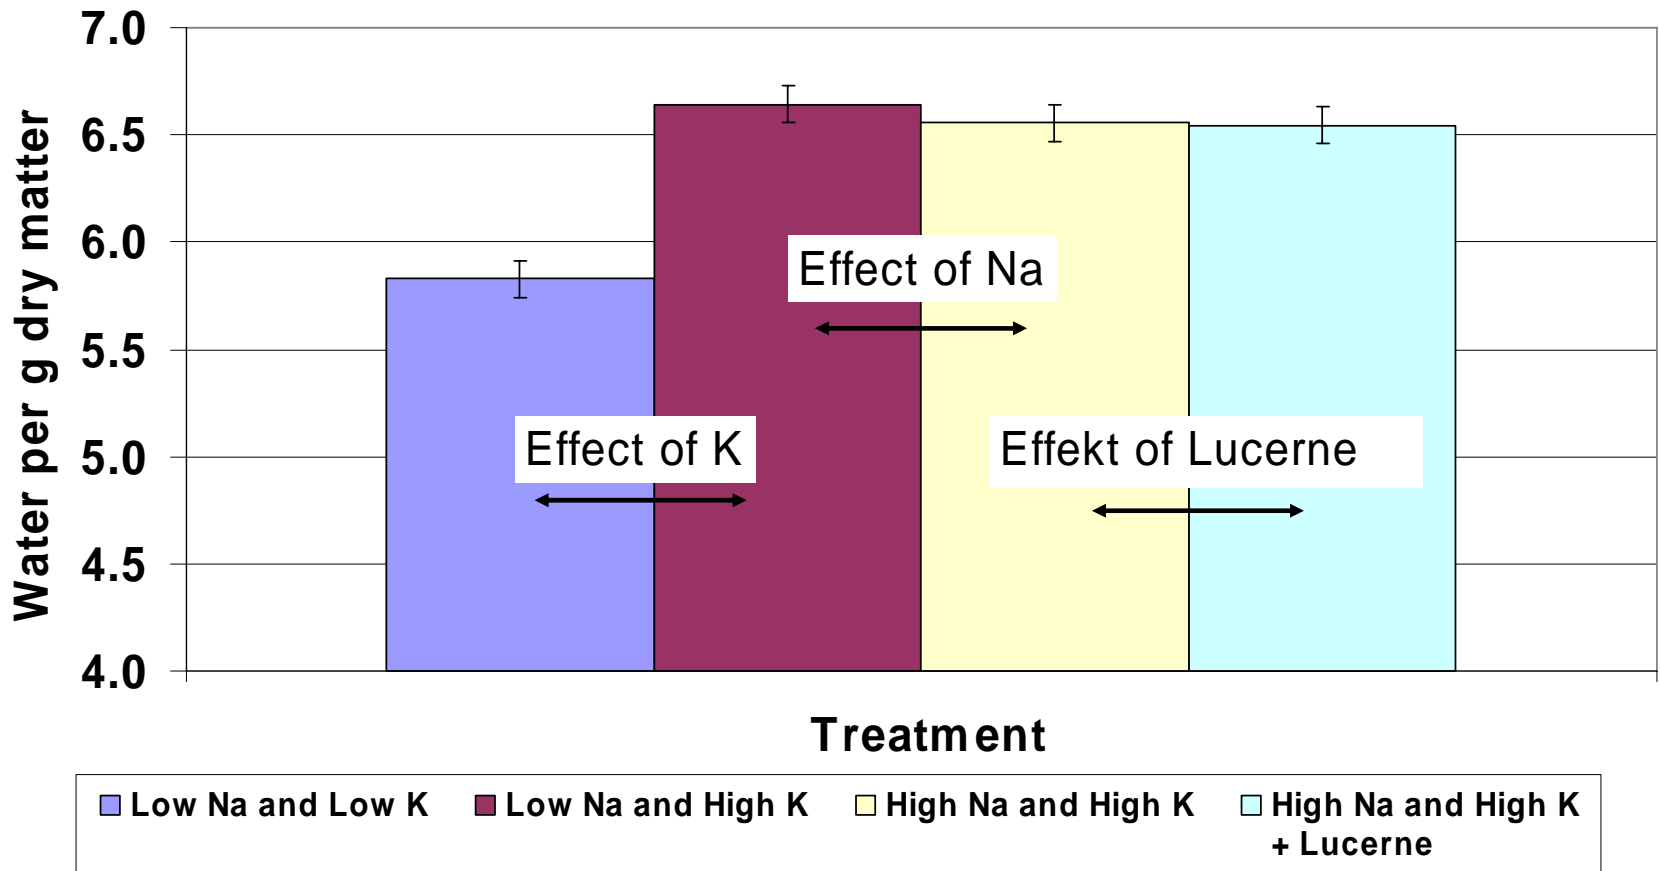 7.0
6.5
6.0
5.5
5.0
4.5
4.0
Water per g dry matter
Effect of Na
Effect of K
Effekt of Lucerne
Treatment
Low Na and Low K
Low Na and High K
High Na and High K
High Na and High K
+ Lucerne